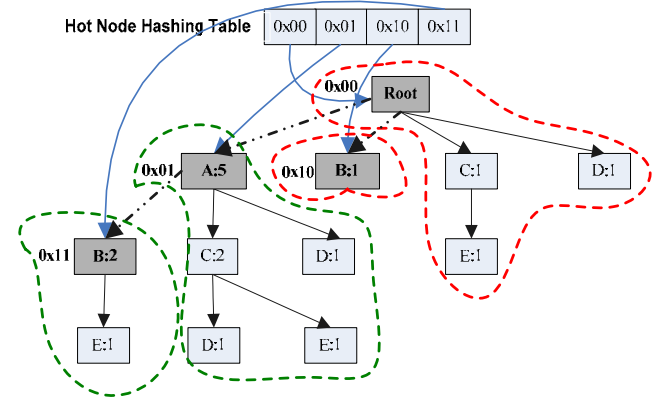 Hot Node Hashing Table 0x00 0x01 0x10 0x11
0x00 Root
0x01 A:5 0x10 B:1 C:1 D:1
0x11 B:2 C:2 D:1 E:1
E:1 D:1 E:1